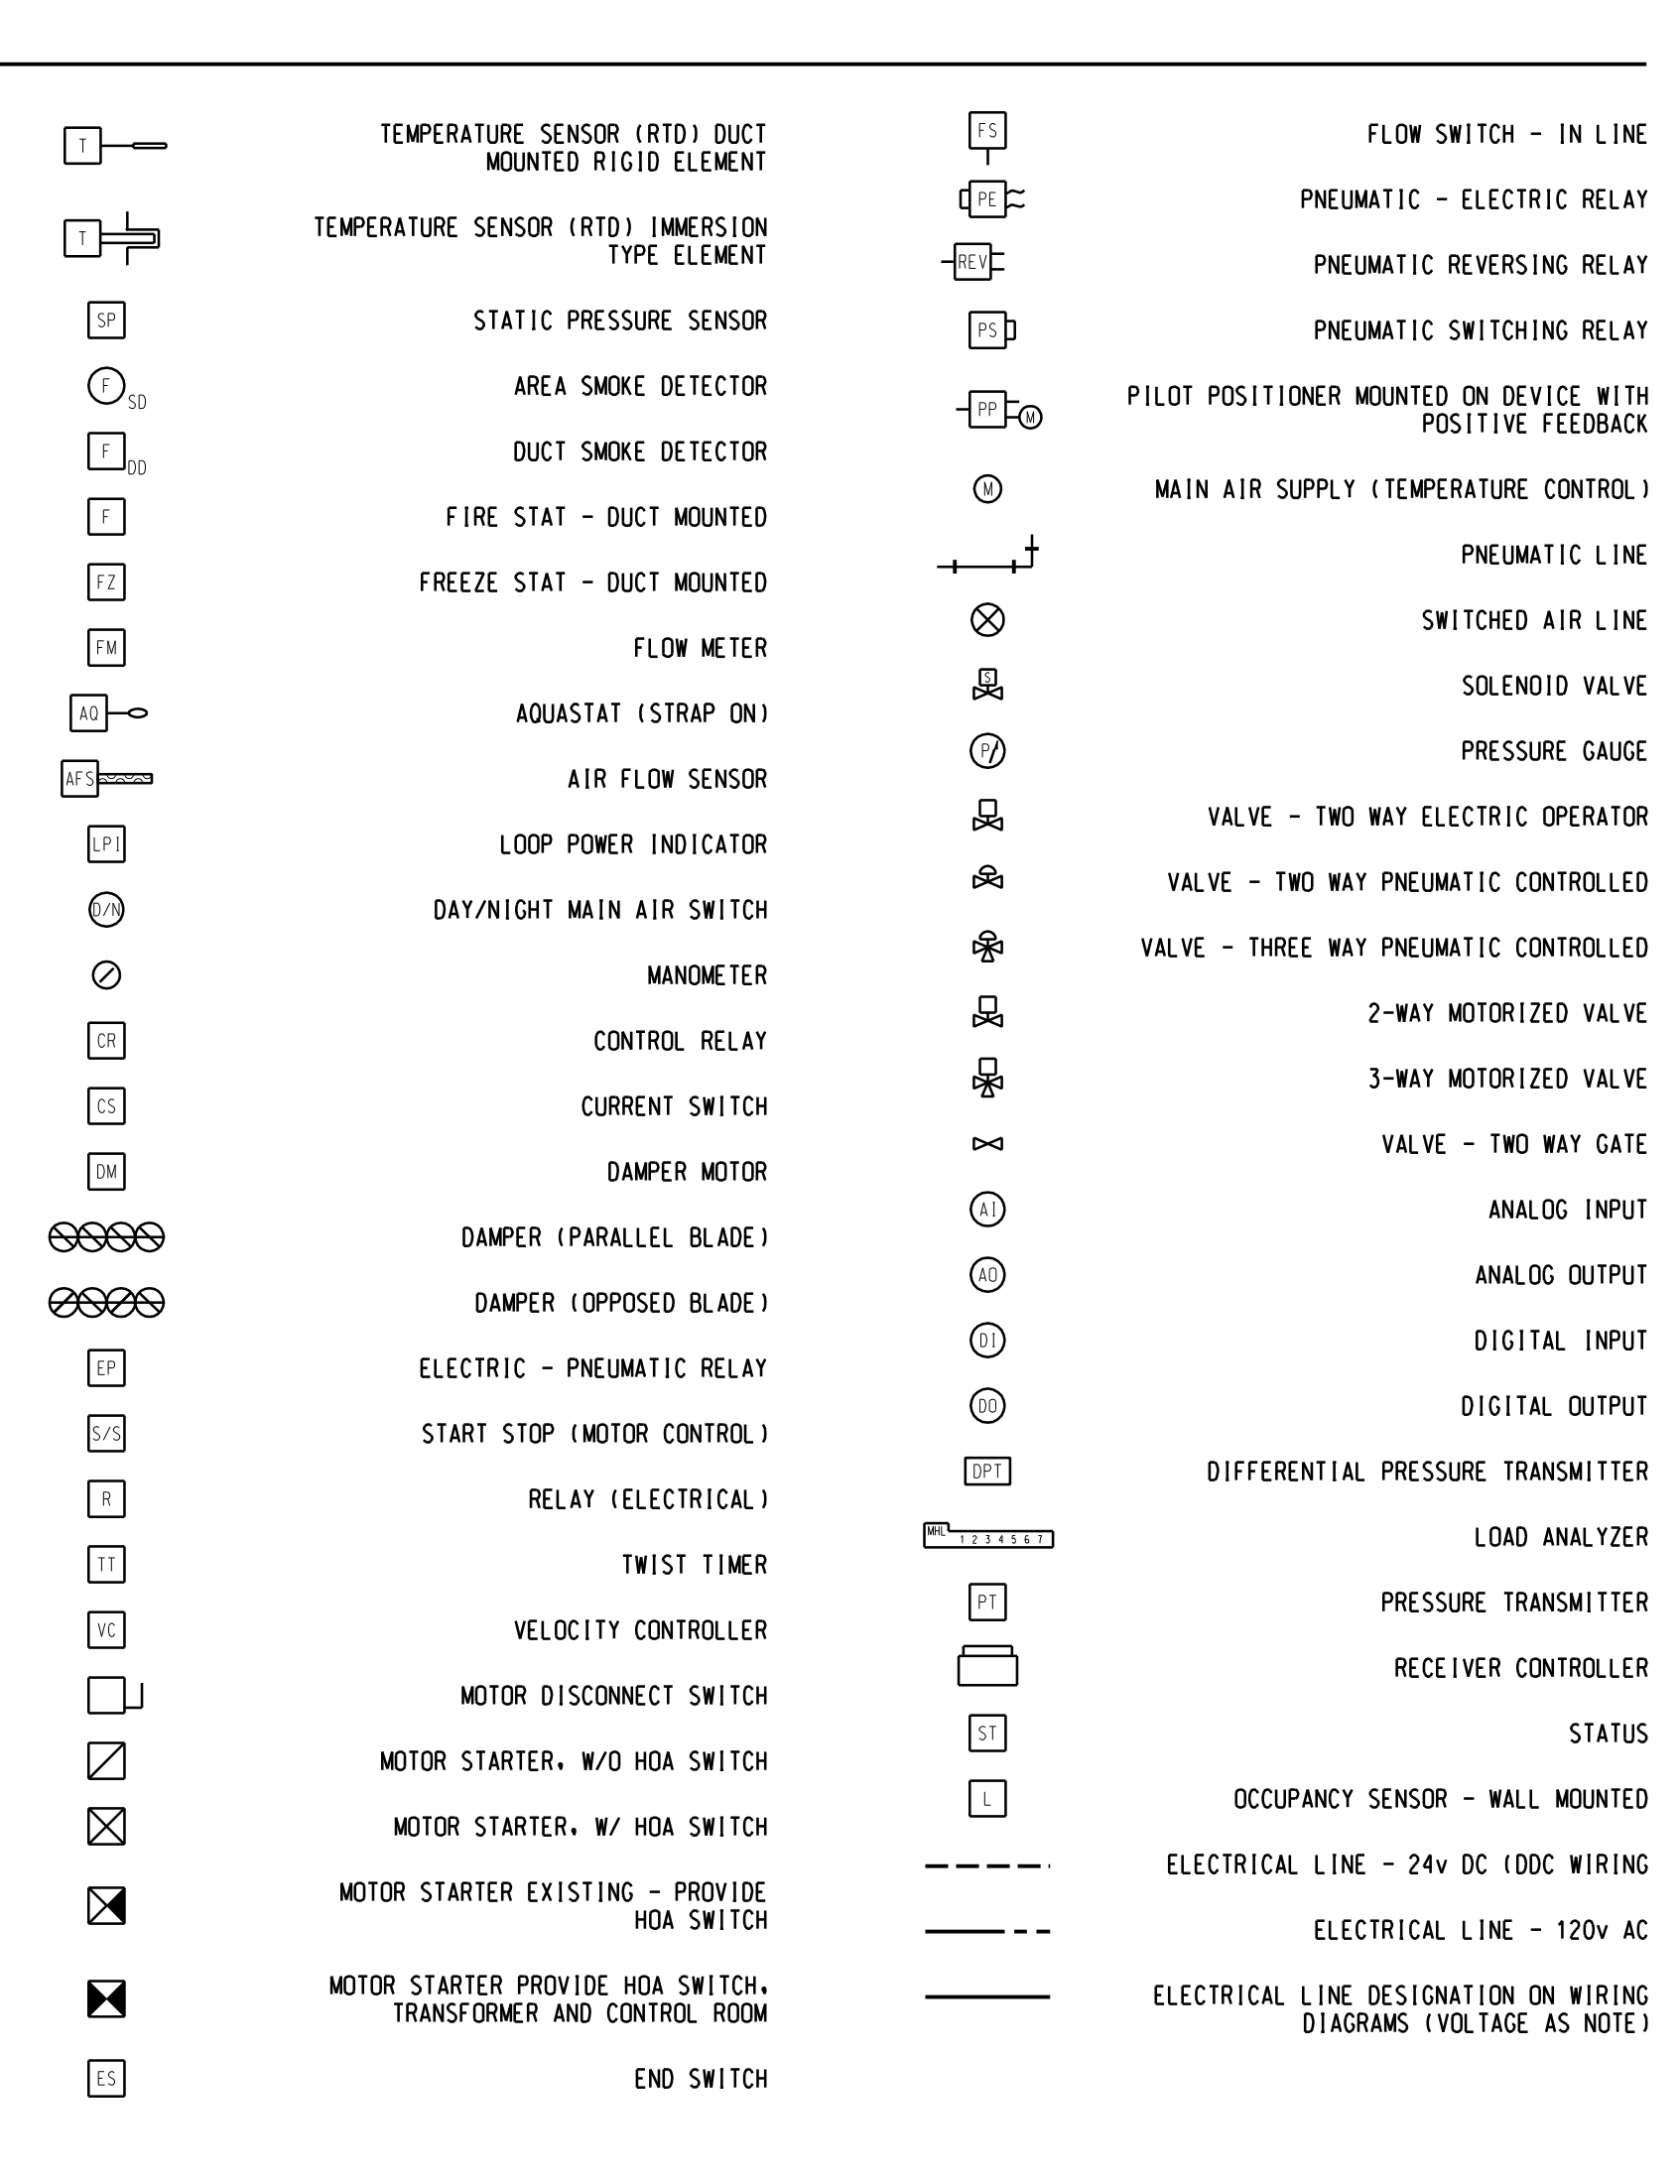 T
TEMPERATURE SENSOR (RTD) DUCT
MOUNTED RIGID ELEMENT
T
TEMPERATURE SENSOR (RTD) IMMERSION
TYPE ELEMENT
SP
STATIC PRESSURE SENSOR
F
SD
AREA SMOKE DETECTOR
F
DD
DUCT SMOKE DETECTOR
F
FIRE STAT - DUCT MOUNTED
FZ
FREEZE STAT - DUCT MOUNTED
FM
FLOW METER
AQ
AQUASTAT (STRAP ON)
AFS
AIR FLOW SENSOR
LPI
LOOP POWER INDICATOR
D/N
DAY/NIGHT MAIN AIR SWITCH
MANOMETER
CR
CONTROL RELAY
CS
CURRENT SWITCH
DM
DAMPER MOTOR
DAMPER (PARALLEL BLADE)
DAMPER (OPPOSED BLADE)
EP
ELECTRIC - PNEUMATIC RELAY
S/S
START STOP (MOTOR CONTROL)
R
RELAY (ELECTRICAL)
TT
TWIST TIMER
VC
VELOCITY CONTROLLER
MOTOR DISCONNECT SWITCH
MOTOR STARTER, W/O HOA SWITCH
MOTOR STARTER, W/ HOA SWITCH
MOTOR STARTER EXISTING - PROVIDE
HOA SWITCH
MOTOR STARTER PROVIDE HOA SWITCH,
TRANSFORMER AND CONTROL ROOM
ES
END SWITCH
FS
FLOW SWITCH - IN LINE
PE
PNEUMATIC - ELECTRIC RELAY
REV
PNEUMATIC REVERSING RELAY
PS
PNEUMATIC SWITCHING RELAY
PP
M
PILOT POSITIONER MOUNTED ON DEVICE WITH
POSITIVE FEEDBACK
M
MAIN AIR SUPPLY (TEMPERATURE CONTROL)
PNEUMATIC LINE
SWITCHED AIR LINE
S
SOLENOID VALVE
P
PRESSURE GAUGE
VALVE - TWO WAY ELECTRIC OPERATOR
VALVE - TWO WAY PNEUMATIC CONTROLLED
VALVE - THREE WAY PNEUMATIC CONTROLLED
2-WAY MOTORIZED VALVE
3-WAY MOTORIZED VALVE
VALVE - TWO WAY GATE
AI
ANALOG INPUT
AO
ANALOG OUTPUT
DI
DIGITAL INPUT
DO
DIGITAL OUTPUT
DPT
DIFFERENTIAL PRESSURE TRANSMITTER
MHL
1 2 3 4 5 6 7
LOAD ANALYZER
PT
PRESSURE TRANSMITTER
RECEIVER CONTROLLER
ST
STATUS
L
OCCUPANCY SENSOR - WALL MOUNTED
ELECTRICAL LINE - 24v DC (DDC WIRING
ELECTRICAL LINE - 120v AC
ELECTRICAL LINE DESIGNATION ON WIRING
DIAGRAMS (VOLTAGE AS NOTE)